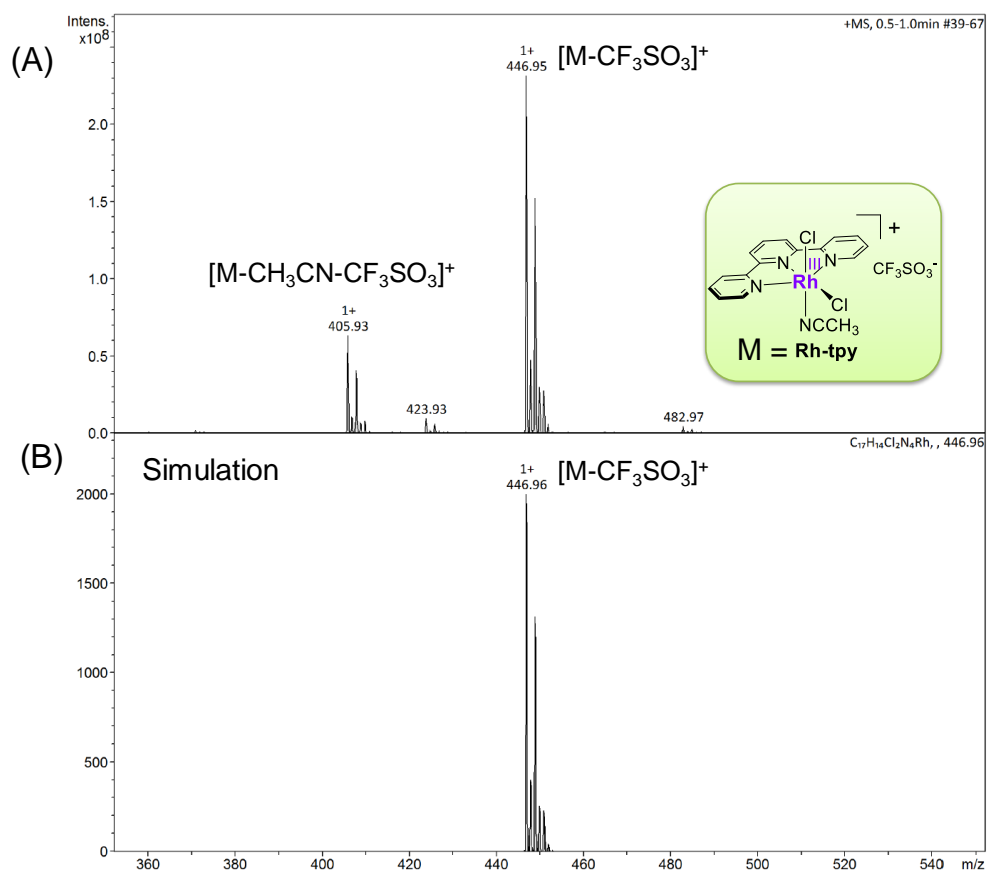 Intens.
x10⁸
+MS, 0.5-1.0min #39-67
(A)
1+
446.95
[M-CF₃SO₃]⁺
2.0
1.5
1.0
0.5
0.0
[M-CH₃CN-CF₃SO₃]⁺
1+
405.93
423.93
482.97
Cl
+
N
N
III
N
Rh
Cl
NCCH₃
CF₃SO₃⁻
M = Rh-tpy
(B)
C₁₇H₁₄Cl₂N₄Rh, , 446.96
Simulation
1+
446.96
[M-CF₃SO₃]⁺
2000
1500
1000
500
0
360 380 400 420 440 460 480 500 520 540 m/z